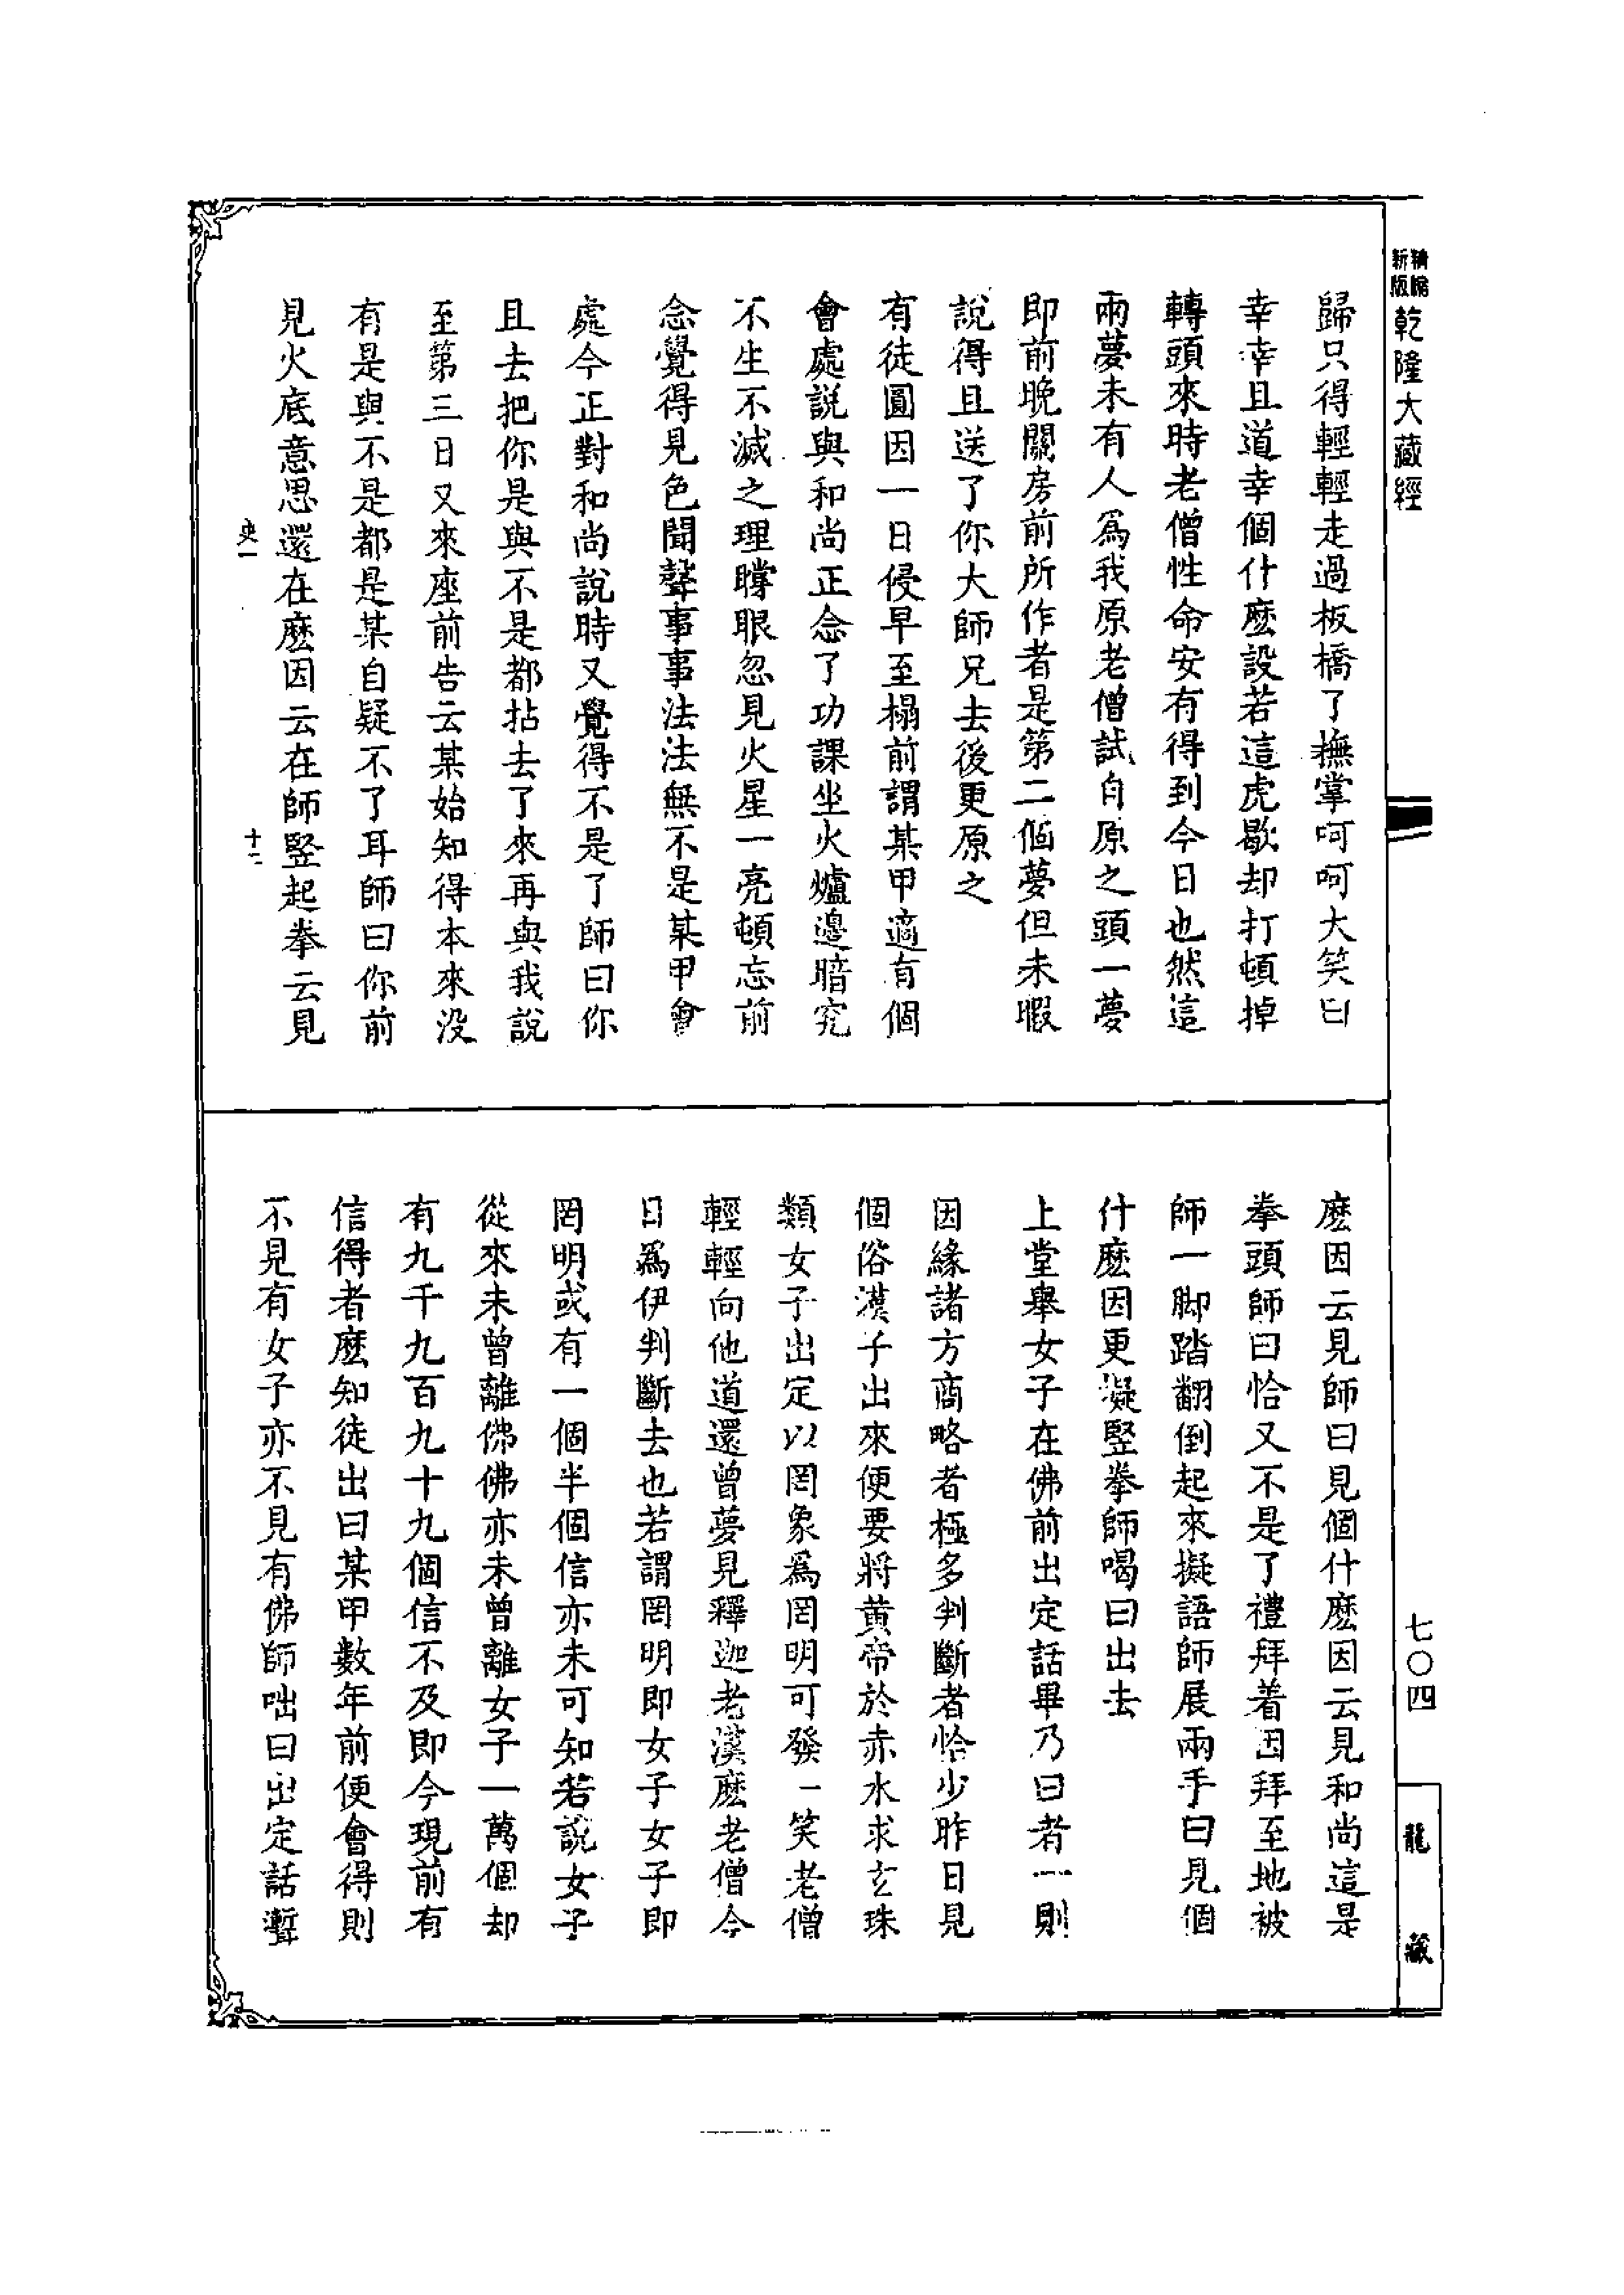 精縮新版乾隆大藏經
歸只得輕輕走過板橋了撫掌呵呵大笑曰
幸幸且道幸個什麽設若這虎歇却打頓掉
轉頭來時老僧性命安有得到今日也然這
兩夢未有人爲我原老僧試自原之頭一夢
即前晚關房前所作者是第二個夢但未暇
說得且送了你大師兄去後更原之
有徒圓因一日侵早至榻前謂某甲適有個
會處說與和尚正念了功課坐火爐邊暗究
不生不滅之理瞪眼忽見火星一亮頓忘前
念覺得見色聞聲事事法法無不是某甲會
處今正對和尚說時又覺得不是了師曰你
且去把你是與不是都拈去了來再與我說
至第三日又來座前告云某始知得本來没
有是與不是都是某自疑不了耳師曰你前
見火底意思還在麽因云在師竪起拳云見
史一
十二
麽因云見師曰見個什麽因云見和尚這是
拳頭師曰恰又不是了禮拜着因拜至地被
師一脚踏翻倒起來擬語師展兩手曰見個
什麽因更擬竪拳師喝曰出去
上堂舉女子在佛前出定話畢乃曰者一則
因緣諸方商略者極多判斷者恰少昨日見
個俗漢子出來便要將黄帝於赤水求玄珠
類女子出定以罔象爲罔明可發一笑老僧
輕輕向他道還曾夢見釋迦老漢麽老僧今
日爲伊判斷去也若謂罔明即女子女子即
罔明或有一個半個信亦未可知若說女子
從來未曾離佛佛亦未曾離女子一萬個却
有九千九百九十九個信不及即今現前有
信得者麽知徒出曰某甲數年前便會得則
不見有女子亦不見有佛師咄曰出定話聻
七〇四
龍藏